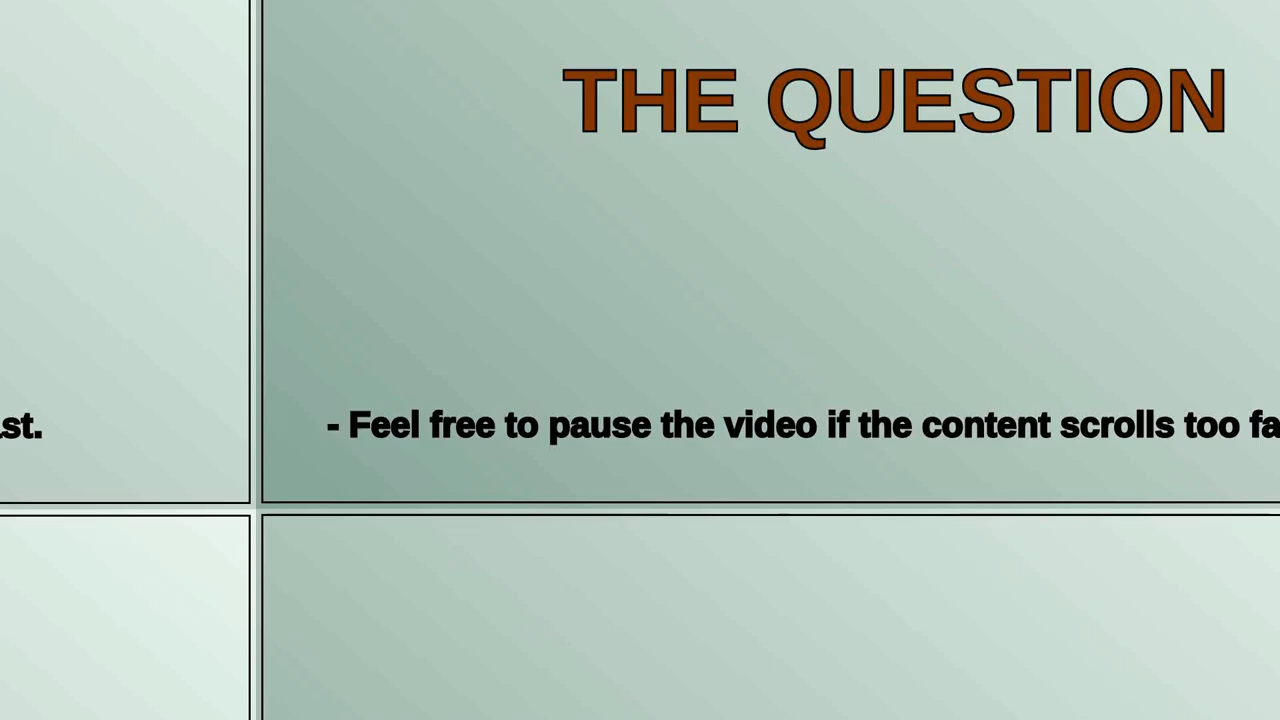 THE QUESTION
st.
- Feel free to pause the video if the content scrolls too fa